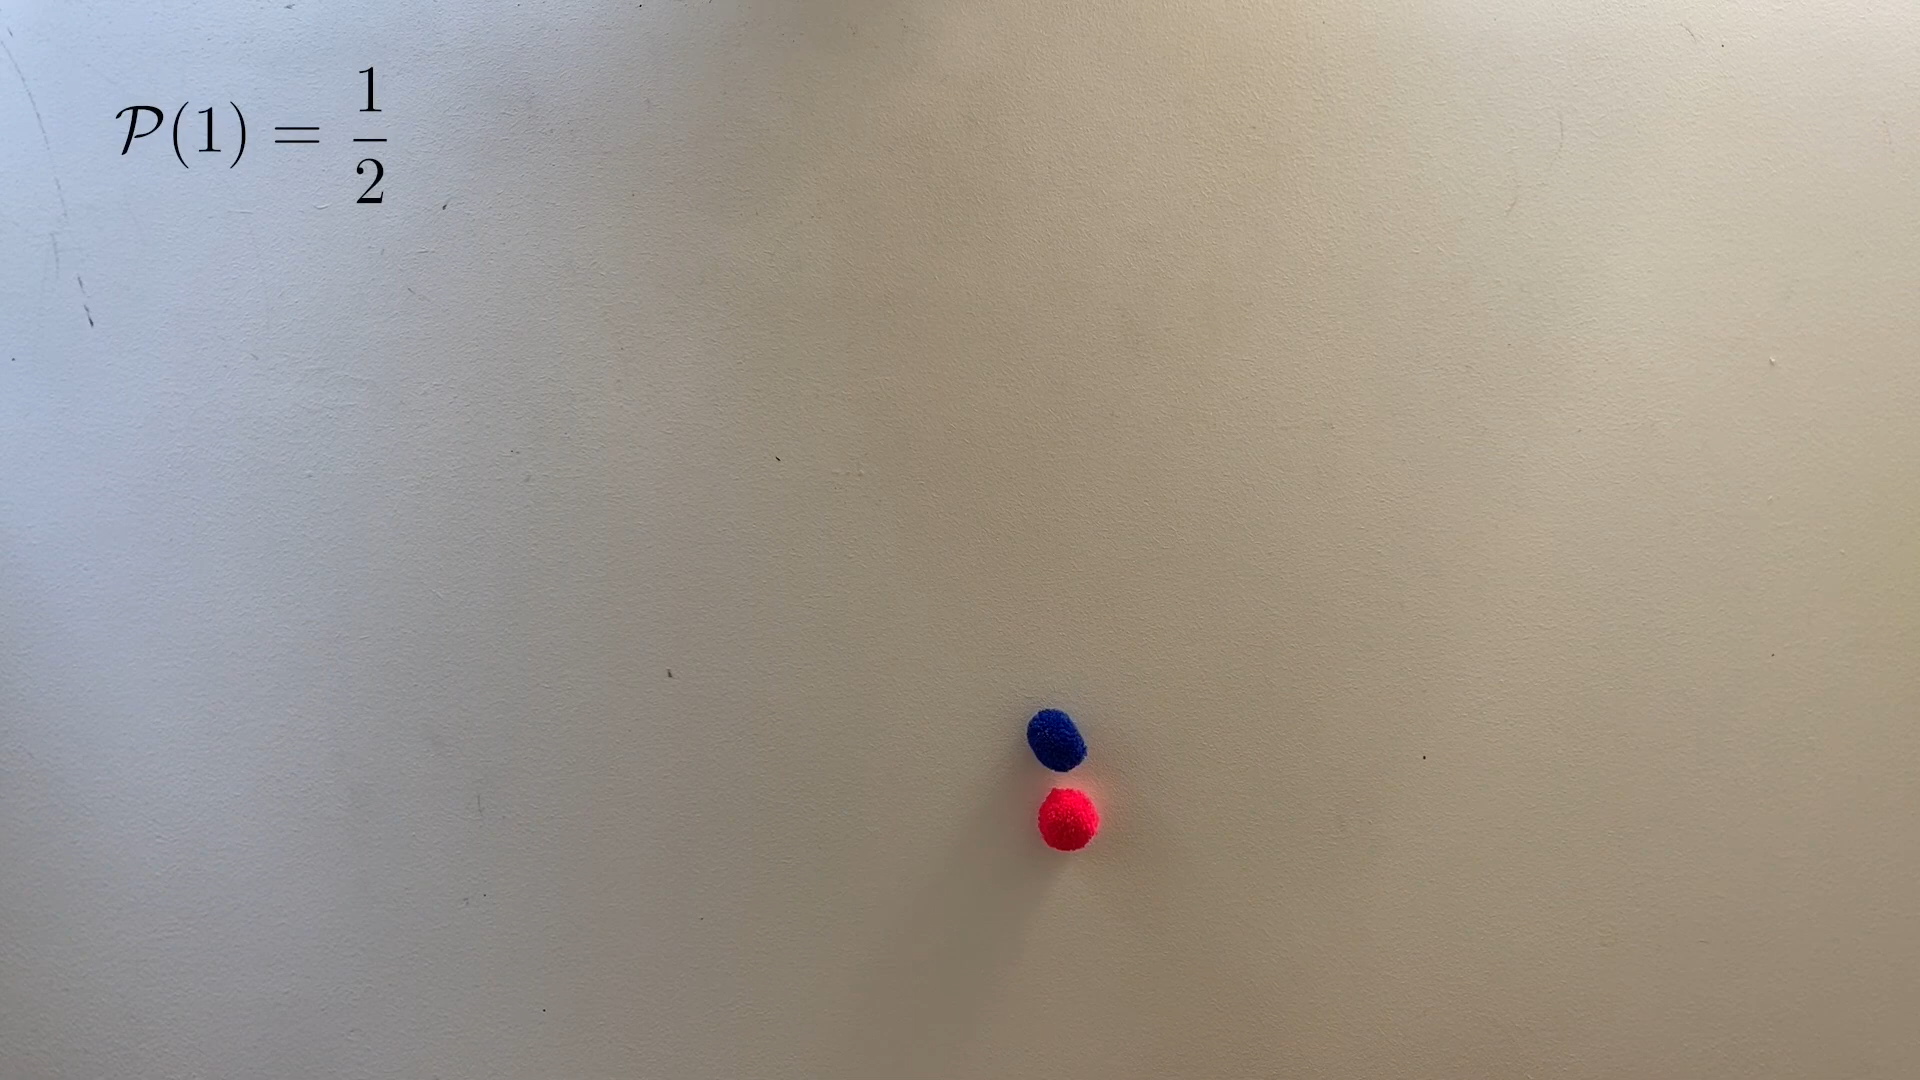 𝒫(1) = 1/2